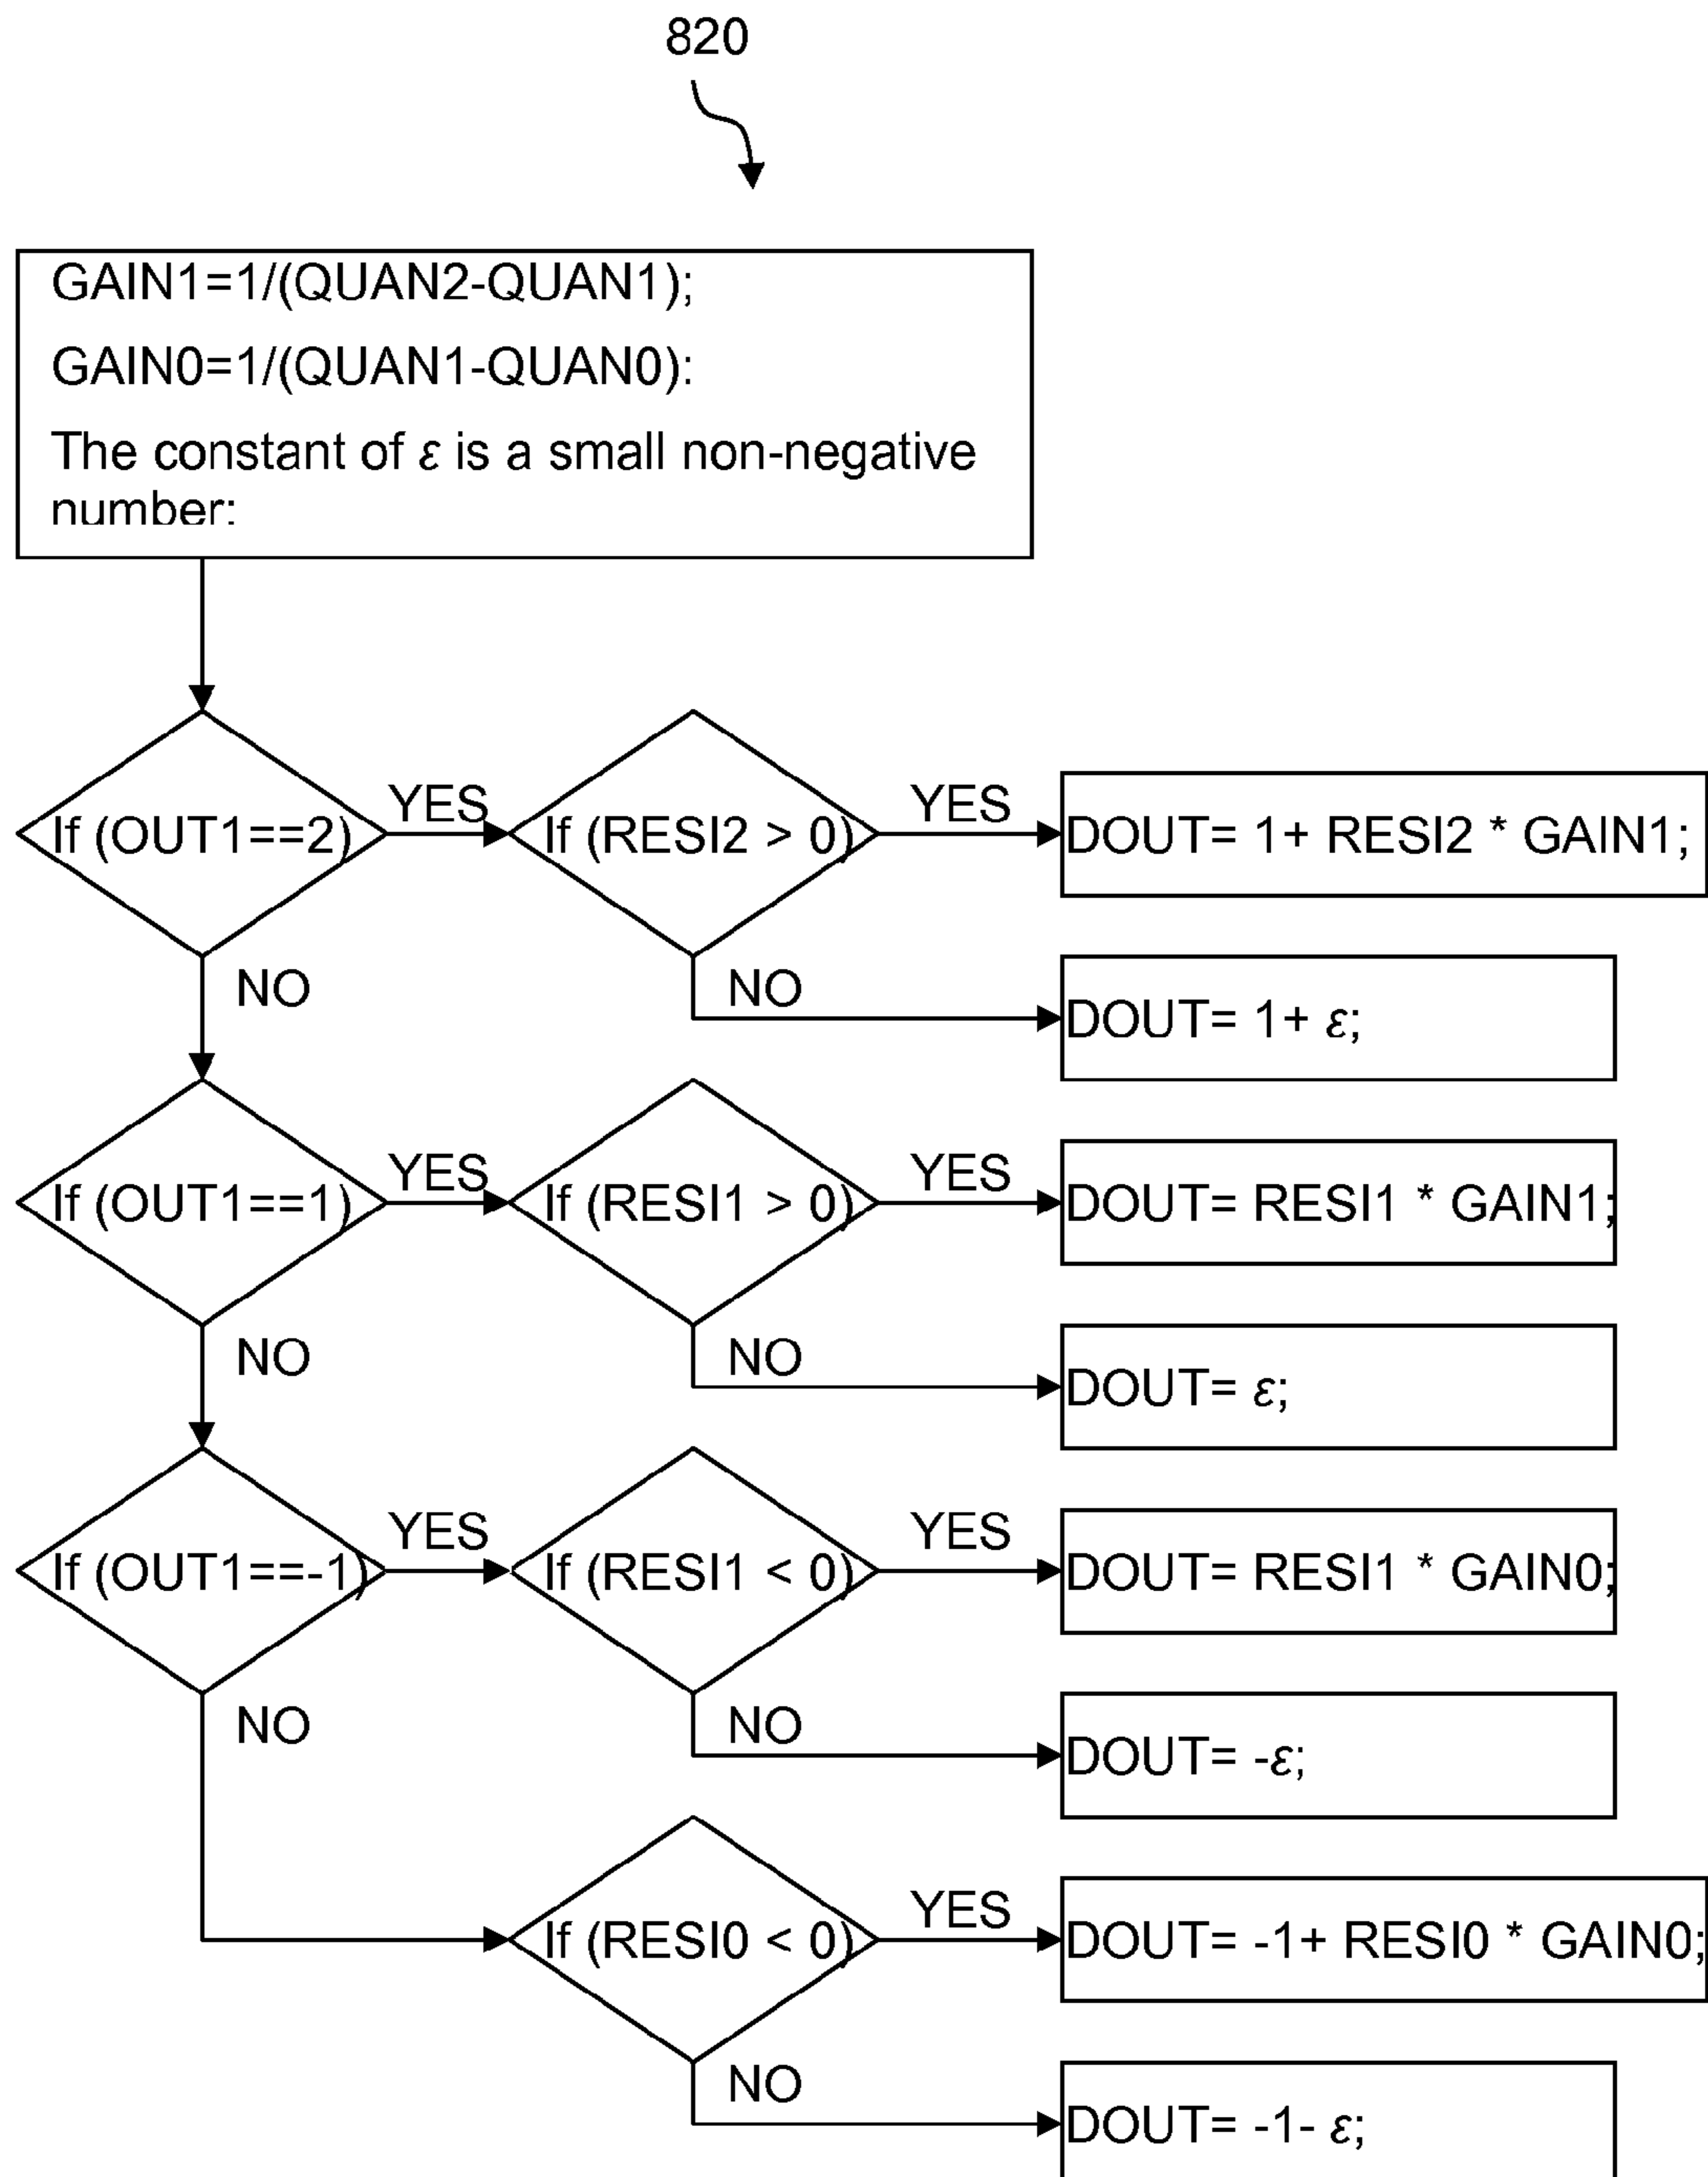 820
GAIN1=1/(QUAN2-QUAN1);
GAIN0=1/(QUAN1-QUAN0):
The constant of ε is a small non-negative
number:
If (OUT1==2)
YES
If (RESI2 > 0)
YES
DOUT= 1+ RESI2 * GAIN1;
NO
NO
DOUT= 1+ ε;
If (OUT1==1)
YES
If (RESI1 > 0)
YES
DOUT= RESI1 * GAIN1;
NO
NO
DOUT= ε;
If (OUT1==-1)
YES
If (RESI1 < 0)
YES
DOUT= RESI1 * GAIN0;
NO
NO
DOUT= -ε;
If (RESI0 < 0)
YES
DOUT= -1+ RESI0 * GAIN0;
NO
DOUT= -1- ε;